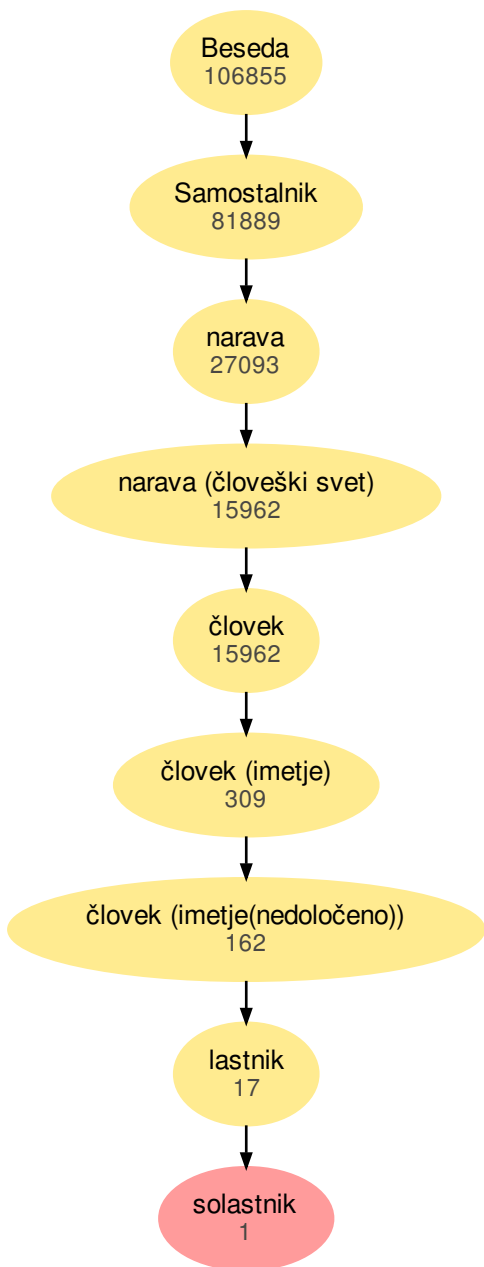 Beseda
106855
Samostalnik
81889
narava
27093
narava (človeški svet)
15962
človek
15962
človek (imetje)
309
človek (imetje(nedoločeno))
162
lastnik
17
solastnik
1